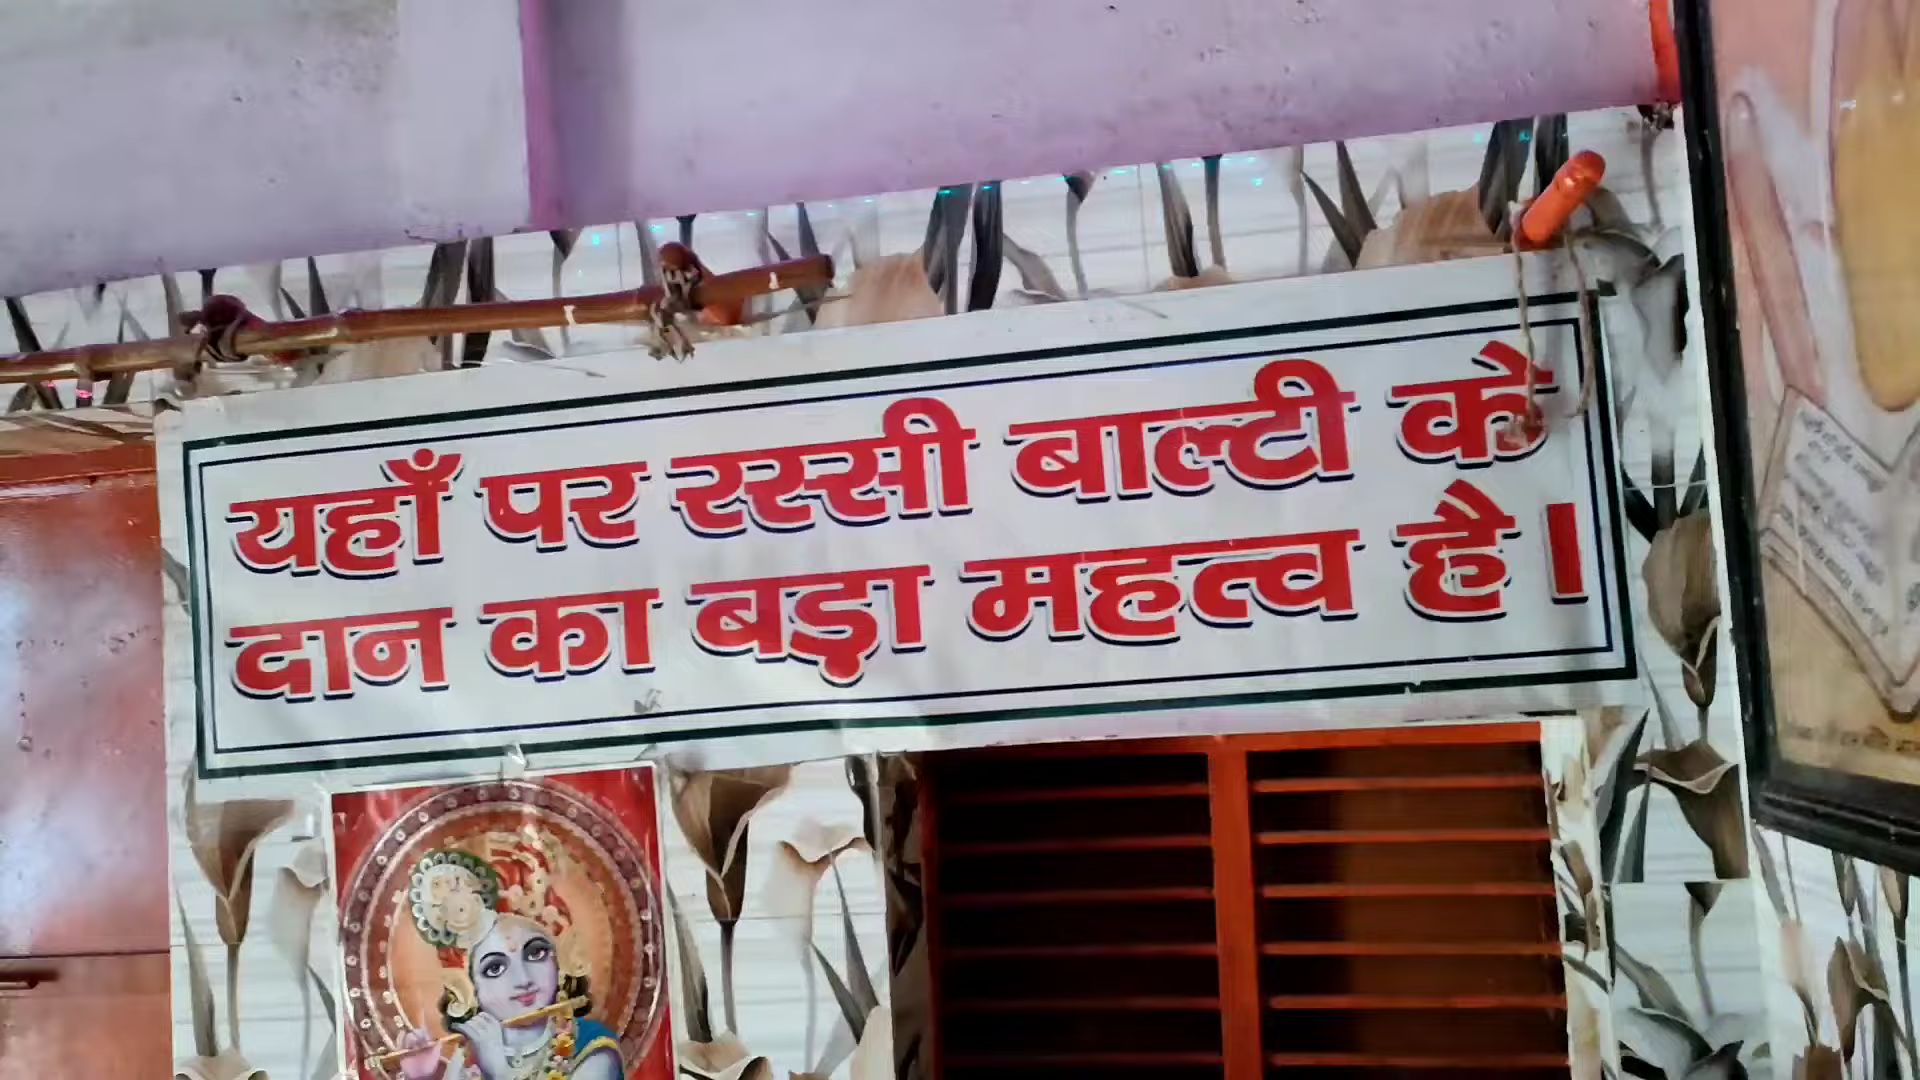 यहाँ पर रस्सी बाल्टी के
दान का बड़ा महत्व है।